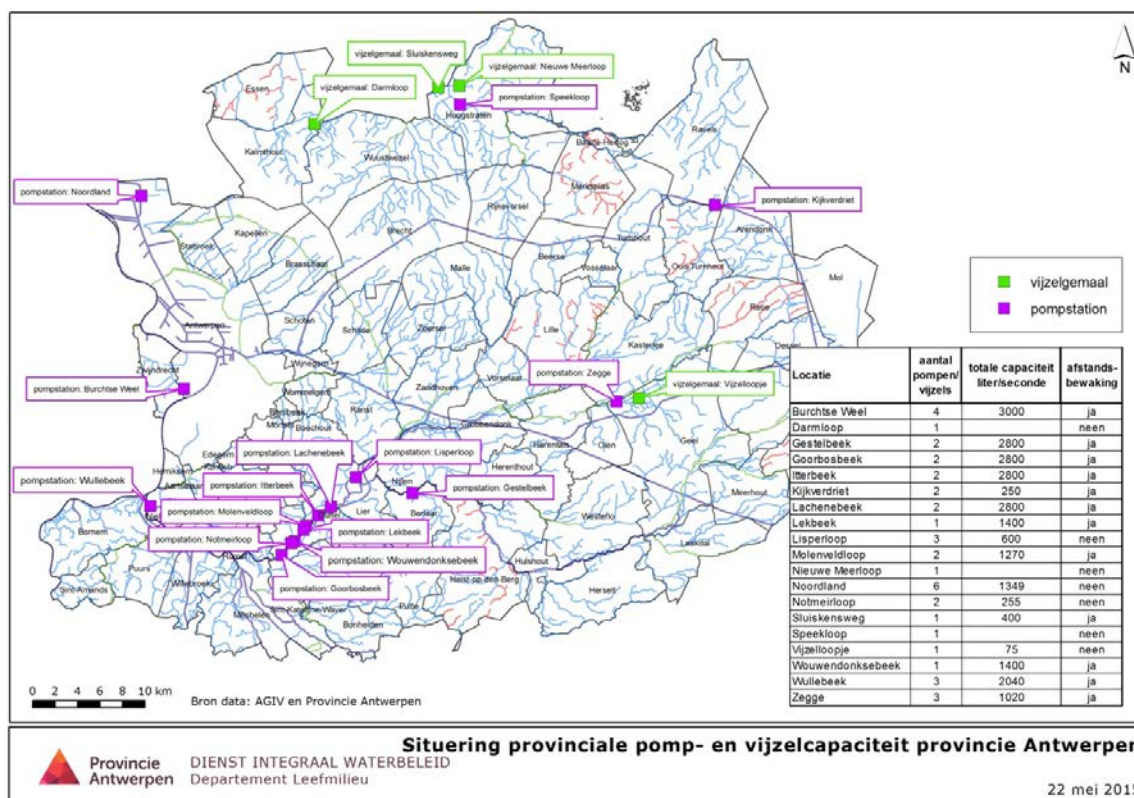 vijzelgemaal: Sluiskensweg
vijzelgemaal: Nieuwe Meerloop
vijzelgemaal: Darmloop
pompstation: Speekloop
N
Essen
Hoogstraten
Kalmthout
Wuustwezel
Baarle-Hertog
Ravels
Merksplas
pompstation: Noordland
pompstation: Kijkverdriet
Rijkevorsel
Stabroek
Kapellen
Brecht
Turnhout
Arendonk
Brasschaat
Beerse
Vosselaar
Oud-Turnhout
Malle
Mol
vijzelgemaal
pompstation
Retie
Antwerpen
Schoten
Schilde
Zoersel
Lille
Kasterlee
Dessel
Zwijndrecht
Wijnegem
pompstation: Zegge
vijzelgemaal: Vijzelloopje
pompstation: Burchtse Weel
Wommelgem
Ranst
Zandhoven
Vorselaar
Grobbendonk
Borsbeek
Mortsel
Boechout
Edegem
Kontich
Herentals
Olen
Geel
Hemiksem
Aartselaar
pompstation: Lachenebeek
pompstation: Lisperloop
Herenthout
pompstation: Wullebeek
pompstation: Itterbeek
Nijlen
pompstation: Gestelbeek
Meerhout
pompstation: Molenveldloop
Lier
Berlaar
Bornem
pompstation: Notmeirloop
pompstation: Lekbeek
Westerlo
Laakdal
Rumst
pompstation: Wouwendonksebeek
Hulshout
Puurs
Willebroek
pompstation: Goorbosbeek
Heist-op-den-Berg
Sint-Amands
Herselt
Mechelen
Sint-Katelijne-Waver
Putte
Bonheiden
Locatie aantal pompen/ vijzels totale capaciteit liter/seconde afstands- bewaking
Burchtse Weel 4 3000 ja
Darmloop 1 neen
Gestelbeek 2 2800 ja
Goorbosbeek 2 2800 ja
Itterbeek 2 2800 ja
Kijkverdriet 2 250 ja
Lachenebeek 2 2800 ja
Lekbeek 1 1400 ja
Lisperloop 3 600 neen
Molenveldloop 2 1270 ja
Nieuwe Meerloop 1 neen
Noordland 6 1349 neen
Notmeirloop 2 255 neen
Sluiskensweg 1 400 ja
Speekloop 1 neen
Vijzelloopje 1 75 neen
Wouwendonksebeek 1 1400 ja
Wullebeek 3 2040 ja
Zegge 3 1020 ja
0 2 4 6 8 10 km
Bron data: AGIV en Provincie Antwerpen
Situering provinciale pomp- en vijzelcapaciteit provincie Antwerpen
Provincie
Antwerpen
DIENST INTEGRAAL WATERBELEID
Departement Leefmilieu
22 mei 2015